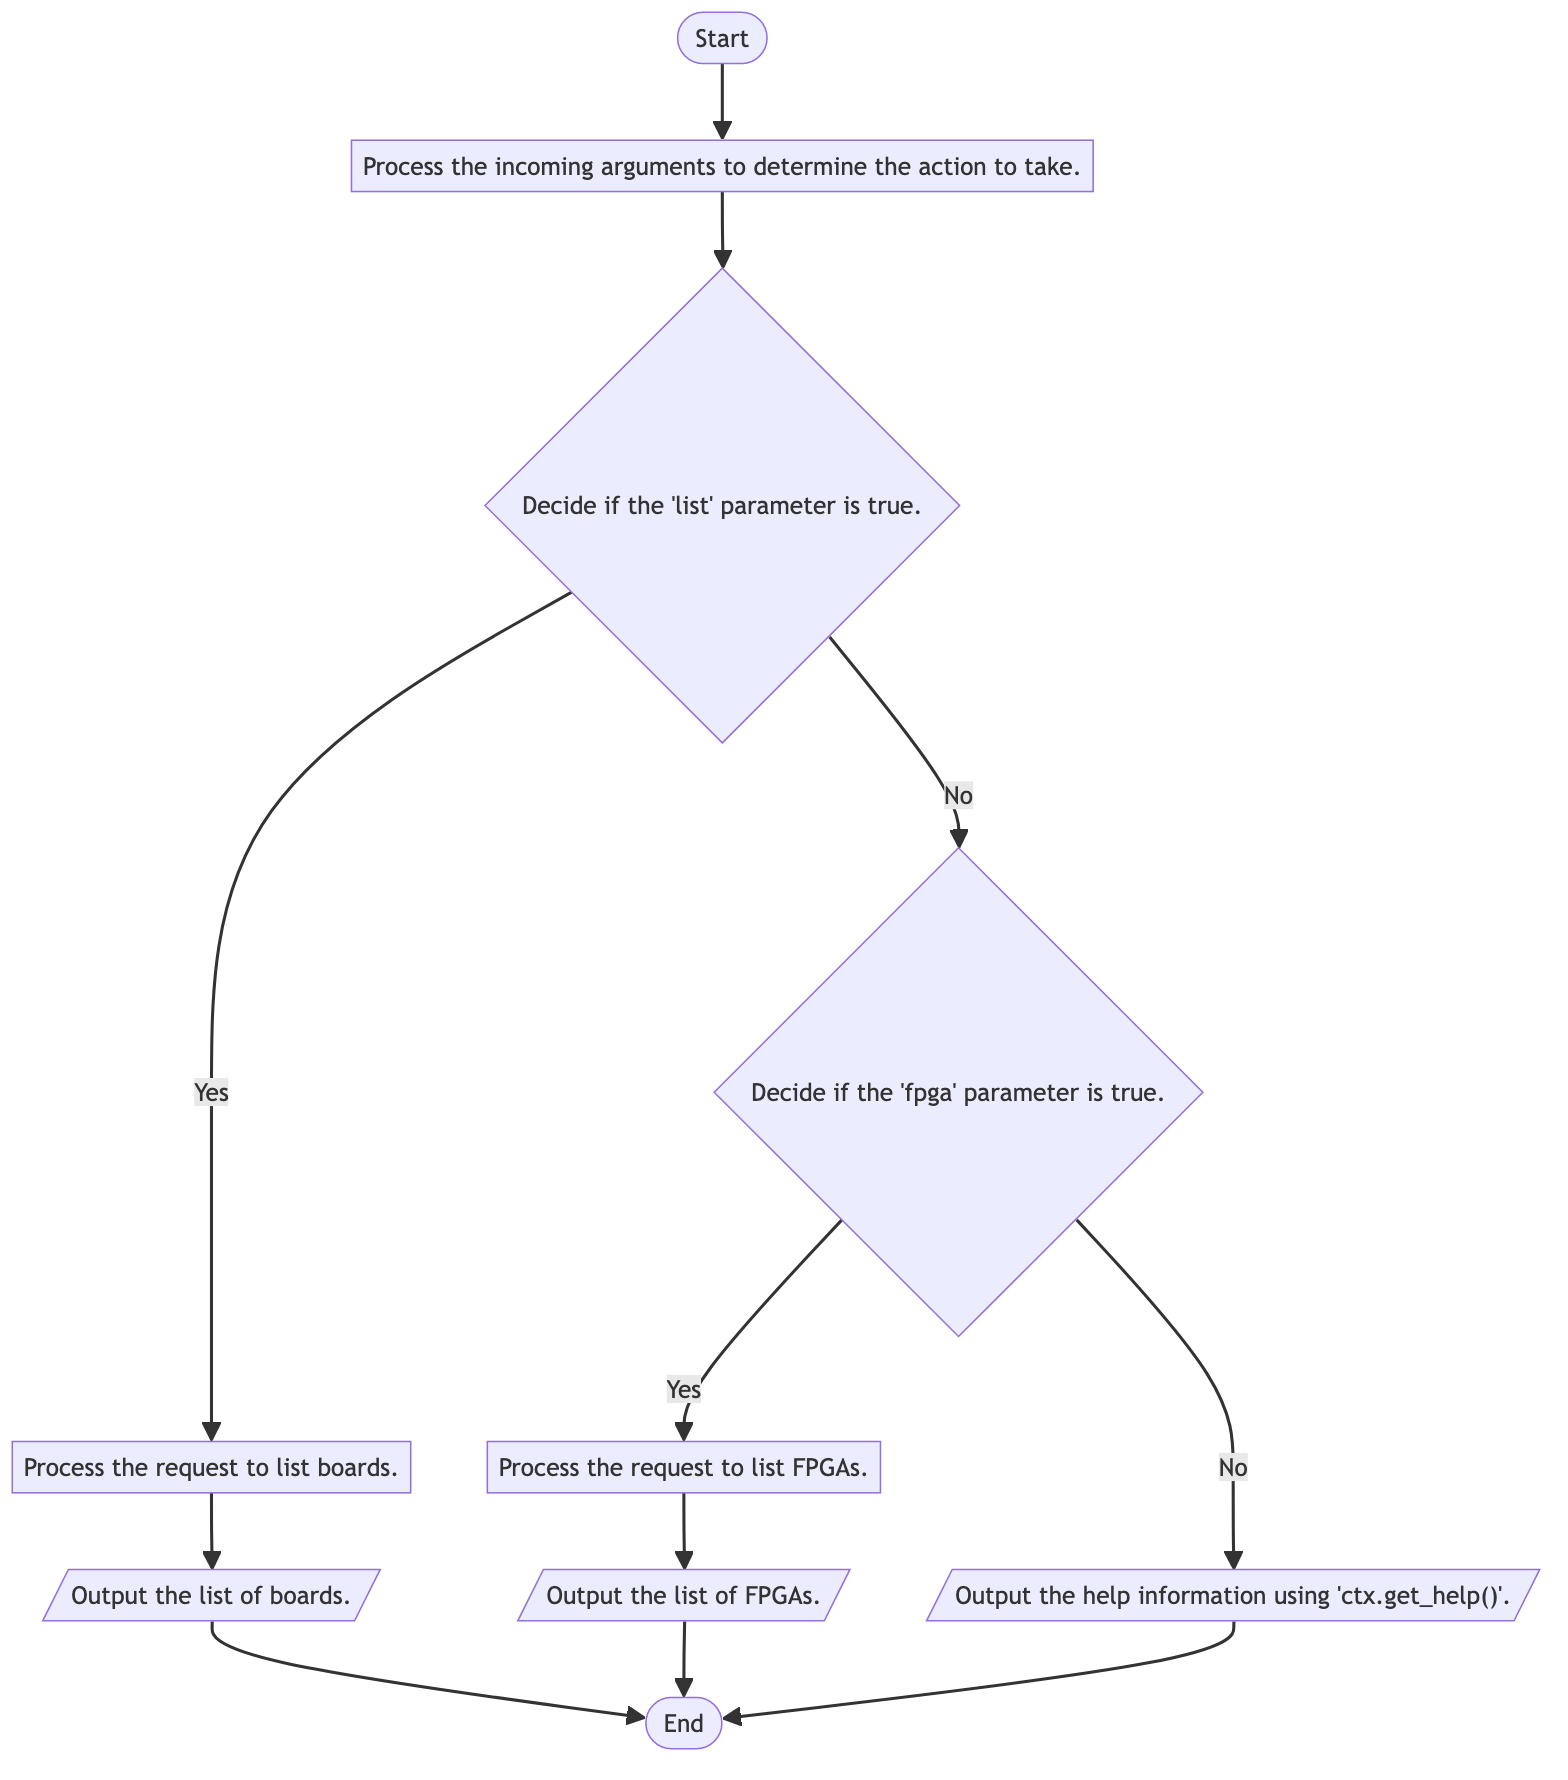 Start
Process the incoming arguments to determine the action to take.
Decide if the 'list' parameter is true.
No
Decide if the 'fpga' parameter is true.
Yes
Yes
No
Process the request to list boards.
Process the request to list FPGAs.
Output the list of boards.
Output the list of FPGAs.
Output the help information using 'ctx.get_help()'.
End